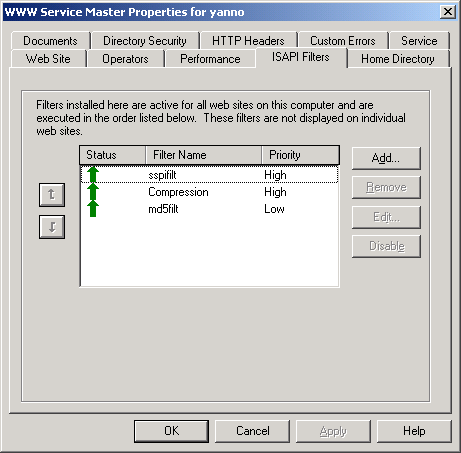 WWW Service Master Properties for yanno
Documents Directory Security HTTP Headers Custom Errors Service
Web Site Operators Performance ISAPI Filters Home Directory
Filters installed here are active for all web sites on this computer and are
executed in the order listed below. These filters are not displayed on individual
web sites.
Status Filter Name Priority
sspifilt High
Compression High
md5filt Low
Add...
Remove
Edit...
Disable
OK Cancel Apply Help